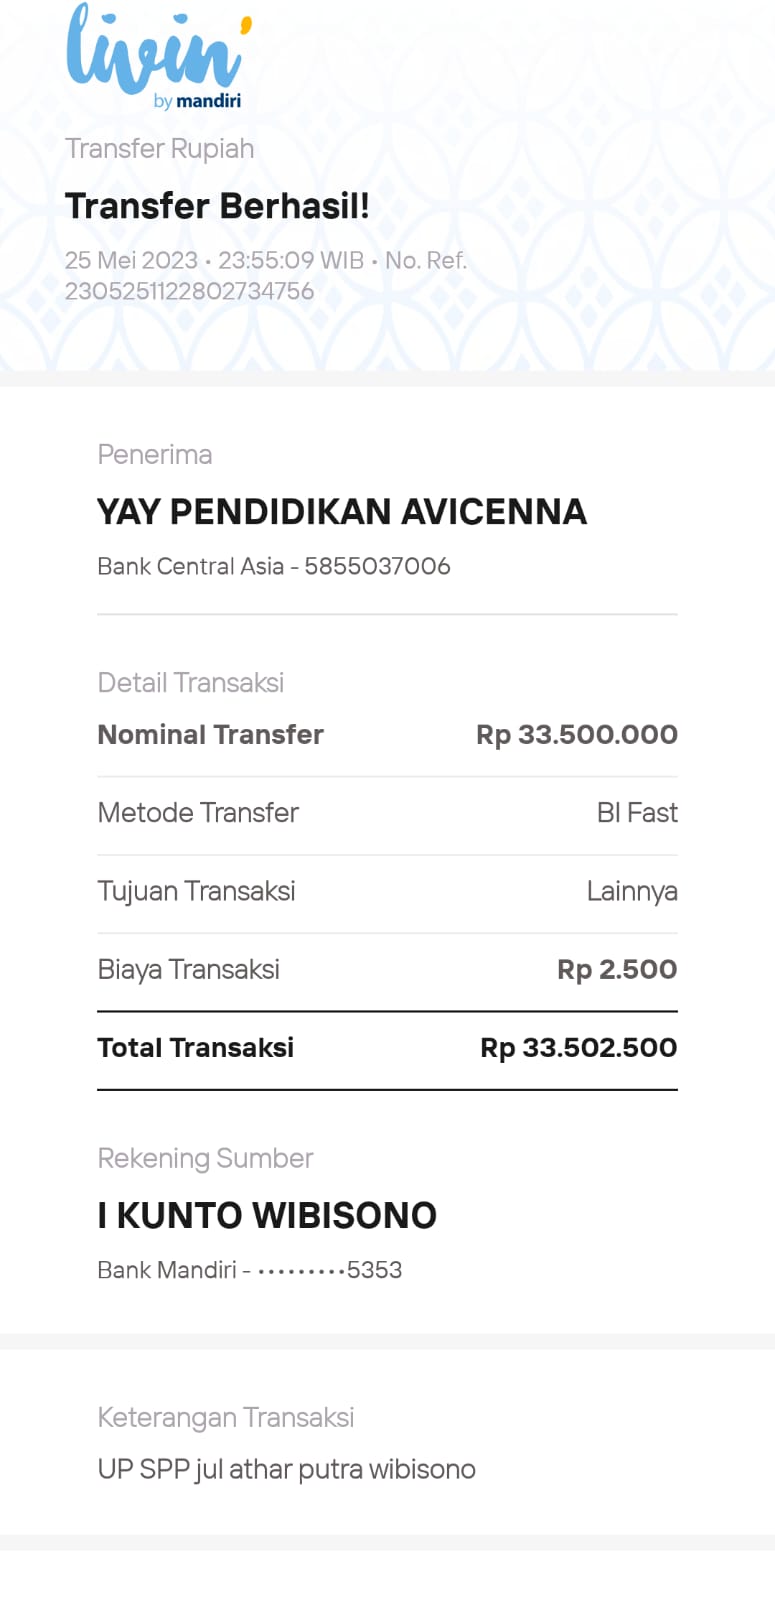 livin'
by mandiri
Transfer Rupiah
Transfer Berhasil!
25 Mei 2023 • 23:55:09 WIB • No. Ref.
2305251122802734756
Penerima
YAY PENDIDIKAN AVICENNA
Bank Central Asia - 5855037006
Detail Transaksi
Nominal Transfer Rp 33.500.000
Metode Transfer BI Fast
Tujuan Transaksi Lainnya
Biaya Transaksi Rp 2.500
Total Transaksi Rp 33.502.500
Rekening Sumber
I KUNTO WIBISONO
Bank Mandiri - •••••••••5353
Keterangan Transaksi
UP SPP jul athar putra wibisono